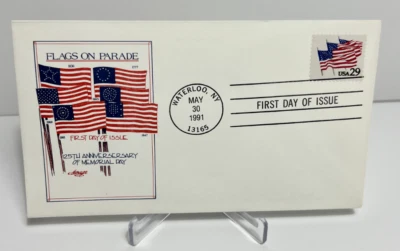 FLAGS ON PARADE
FIRST DAY OF ISSUE
125TH ANNIVERSERSARY
OF MEMORIAL DAY
WATERLOO, NY
MAY
30
1991
13165
FIRST DAY OF ISSUE
USA 29